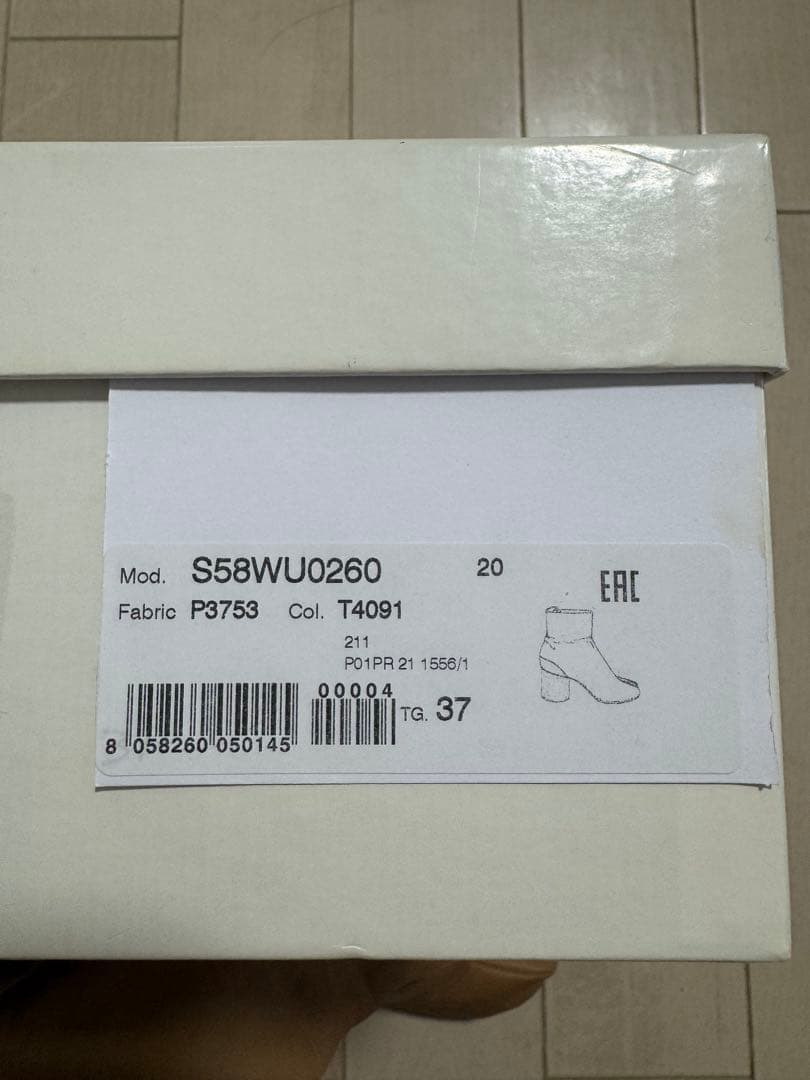 Mod. S58WU0260 20
EAC
Fabric P3753 Col. T4091
211
P01PR 21 1556/1
00004
TG. 37
8 058260 050145